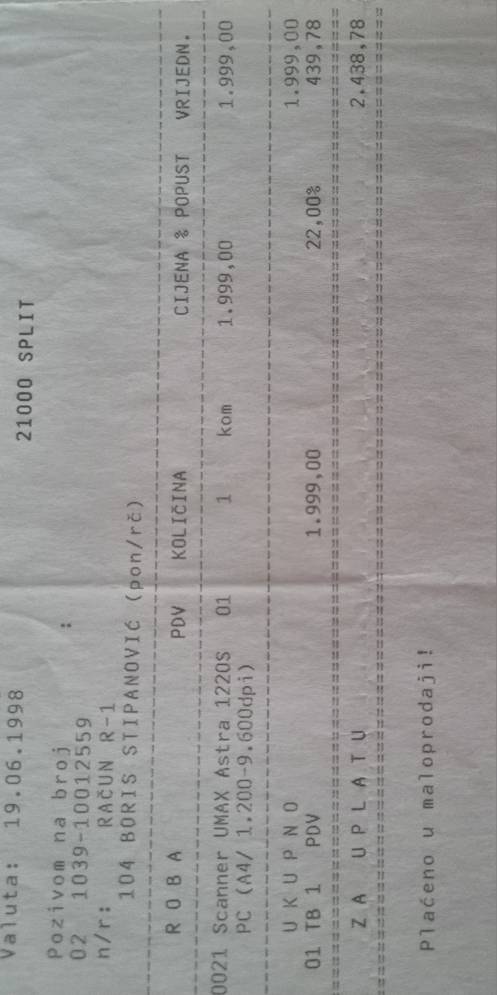 21000 SPLIT
Valuta: 19.06.1998
Pozivom na broj :
02 1039-10012559
n/r: RAČUN R-1
104 BORIS STIPANOVIĆ (pon/rč)
R O B A PDV KOLIČINA CIJENA % POPUST VRIJEDN.
0021 Scanner UMAX Astra 1220S 01 1 kom 1.999,00 1.999,00
PC (A4/ 1.200-9.600dpi)
U K U P N O 1.999,00
01 TB 1 PDV 1.999,00 22,00% 439,78
Z A U P L A T U 2.438,78
Plaćeno u maloprodaji!